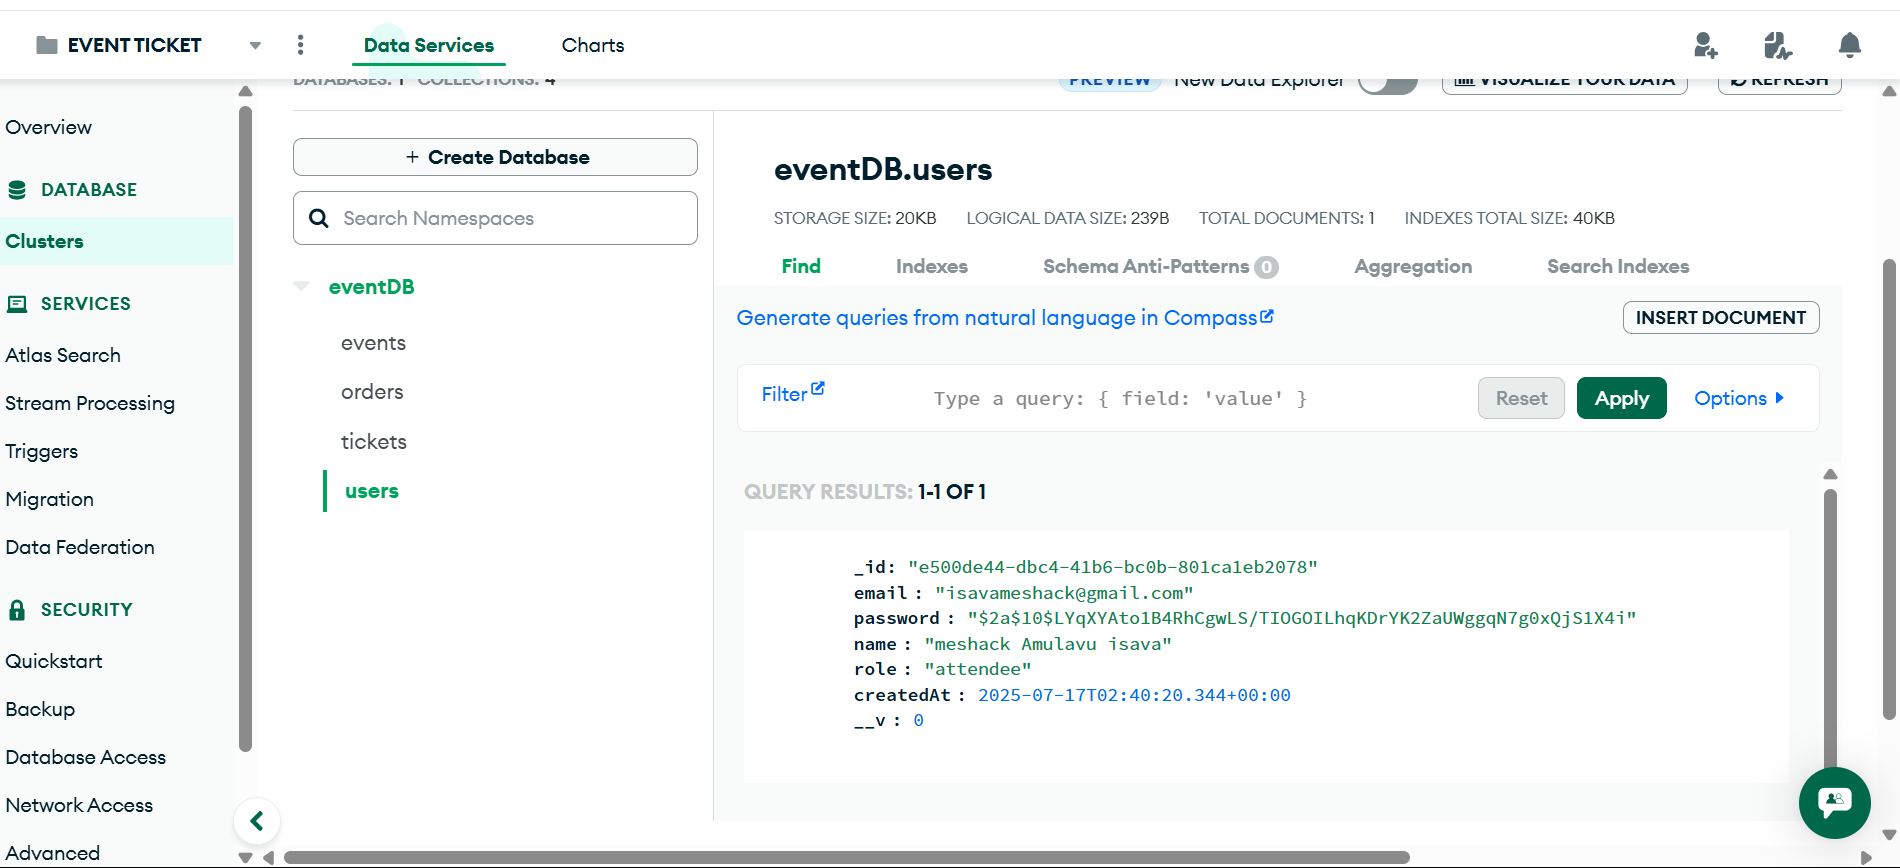 EVENT TICKET
Data Services
Charts
DATABASES: 1 COLLECTIONS: 4
PREVIEW New Data Explorer
VISUALIZE YOUR DATA
REFRESH
Overview
DATABASE
Clusters
SERVICES
Atlas Search
Stream Processing
Triggers
Migration
Data Federation
SECURITY
Quickstart
Backup
Database Access
Network Access
Advanced
+ Create Database
Search Namespaces
eventDB
events
orders
tickets
users
eventDB.users
STORAGE SIZE: 20KB LOGICAL DATA SIZE: 239B TOTAL DOCUMENTS: 1 INDEXES TOTAL SIZE: 40KB
Find Indexes Schema Anti-Patterns 0 Aggregation Search Indexes
Generate queries from natural language in Compass
INSERT DOCUMENT
Filter Type a query: { field: 'value' } Reset Apply Options
QUERY RESULTS: 1-1 OF 1
_id: "e500de44-dbc4-41b6-bc0b-801ca1eb2078"
email : "isavameshack@gmail.com"
password : "$2a$10$LYqXYAto1B4RhCgwLS/TIOGOILhqKDrYK2ZaUWggqN7g0xQjS1X4i"
name : "meshack Amulavu isava"
role : "attendee"
createdAt : 2025-07-17T02:40:20.344+00:00
__v : 0